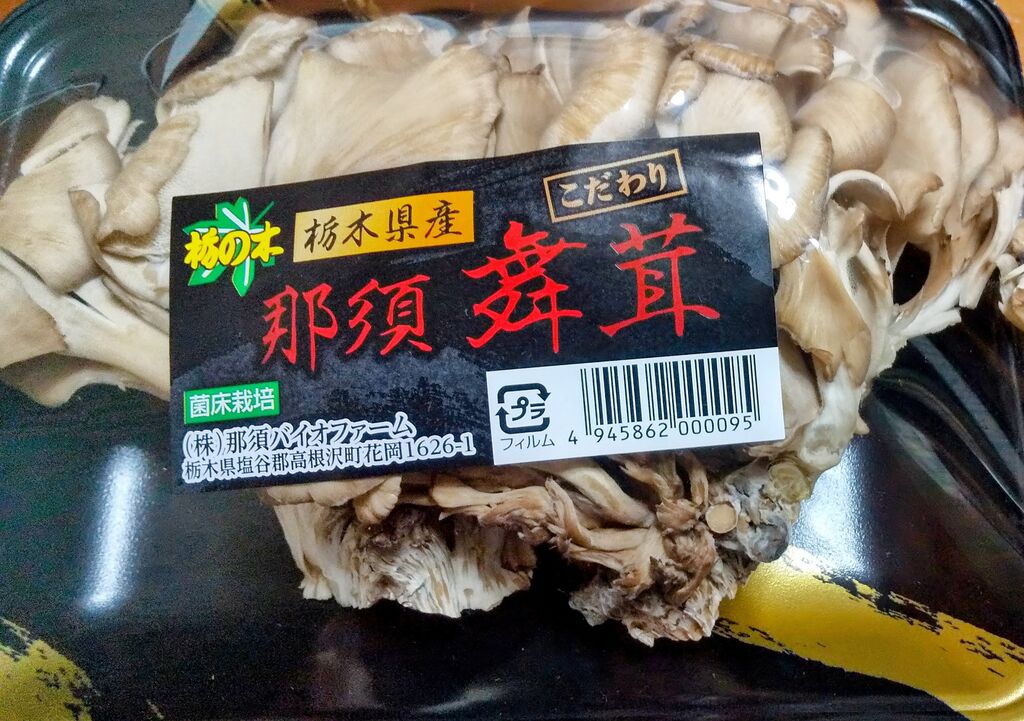 こだわり
栃の木
栃木県産
那須 舞茸
菌床栽培
(株)那須バイオファーム
栃木県塩谷郡高根沢町花岡1626-1
プラ
フィルム
4 945862 000095